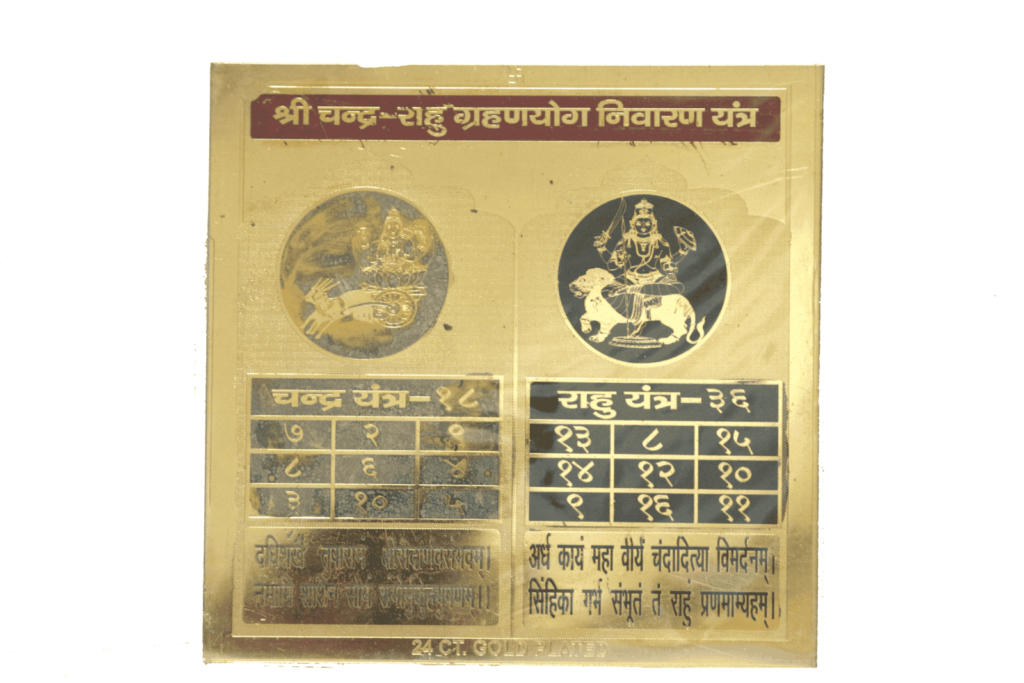 श्री चन्द्र-राहु ग्रहणयोग निवारण यंत्र
चन्द्र यंत्र-१८
७ २ ९
८ ६ ४
३ १० ५
राहु यंत्र-३६
१३ ८ १५
१४ १२ १०
९ १६ ११
नमामि
अर्ध कायं महा वीर्यं चंदादित्या विमर्दनम्।
सिंहिका गर्भ संभूतं तं राहुं प्रणमाम्यहम्।
24 CT. GOLD PLATED